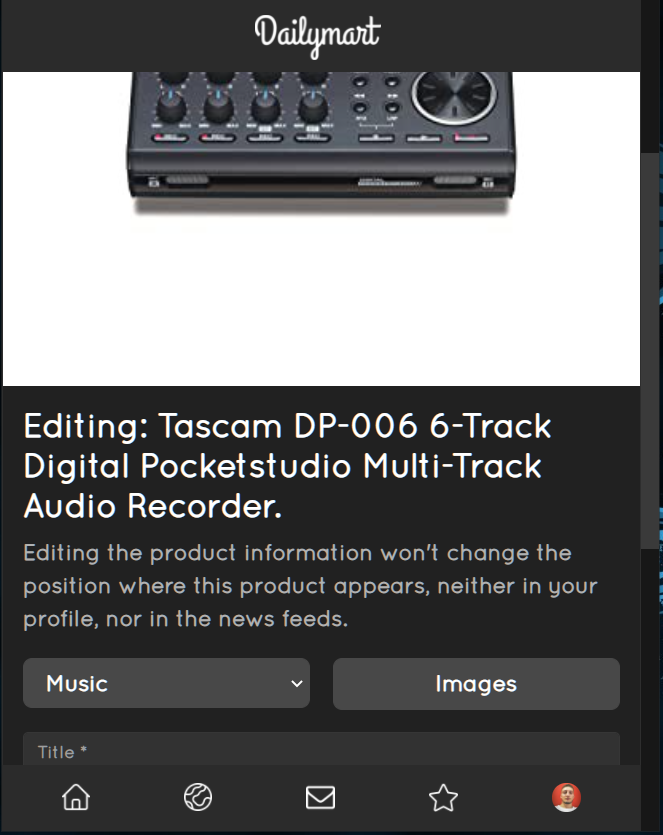 Dailymart
Editing: Tascam DP-006 6-Track
Digital Pocketstudio Multi-Track
Audio Recorder.
Editing the product information won't change the
position where this product appears, neither in your
profile, nor in the news feeds.
Music
Images
Title *